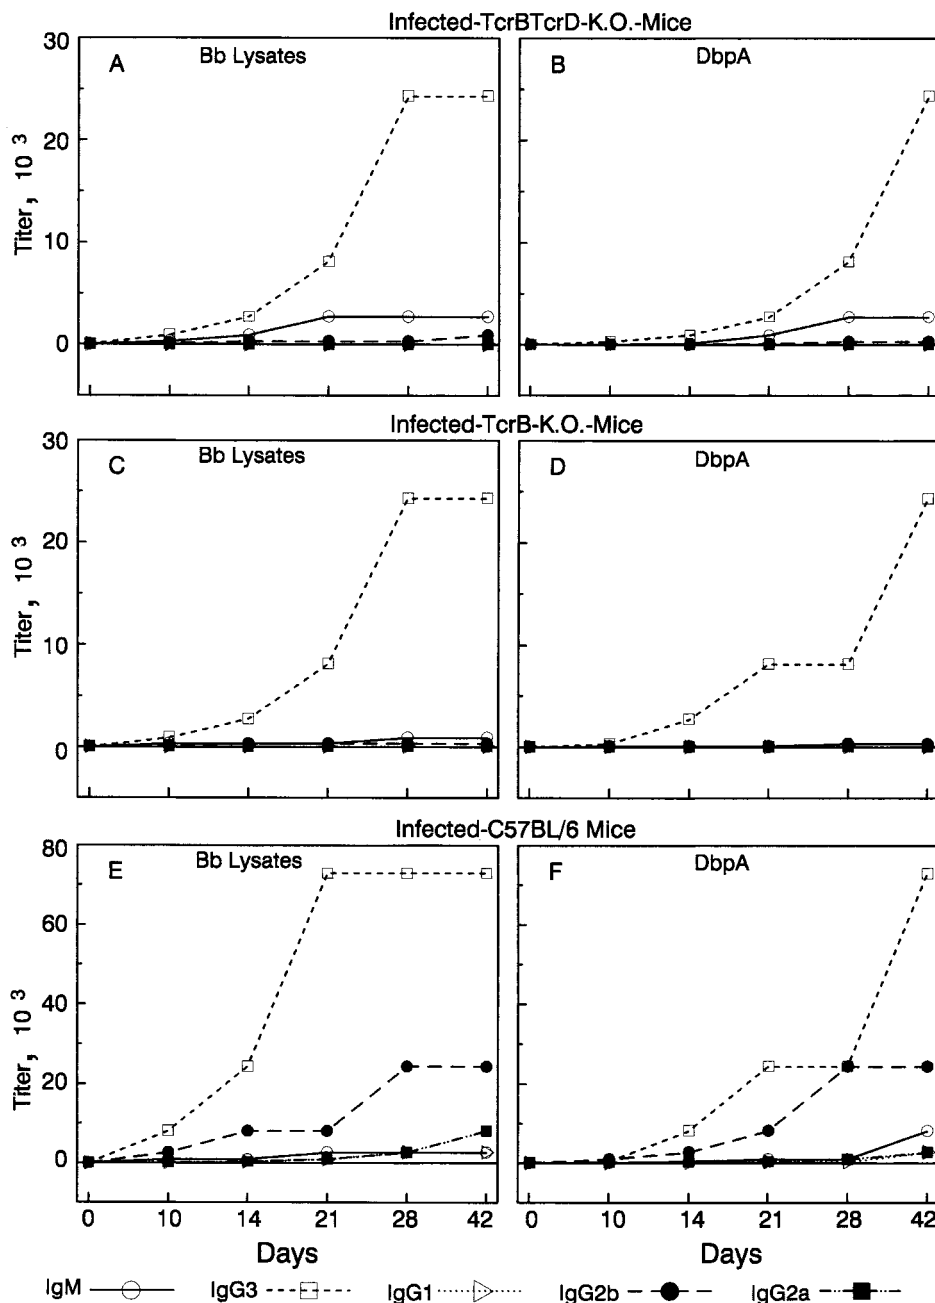 Infected-TcrBTcrD-K.O.-Mice
A Bb Lysates
B DbpA
30
20
10
0
Titer, 10 3
Infected-TcrB-K.O.-Mice
C Bb Lysates
D DbpA
30
20
10
0
Titer, 10 3
Infected-C57BL/6 Mice
E Bb Lysates
F DbpA
80
60
40
20
0
Titer, 10 3
0 10 14 21 28 42
0 10 14 21 28 42
Days Days
IgM IgG3 IgG1 IgG2b IgG2a